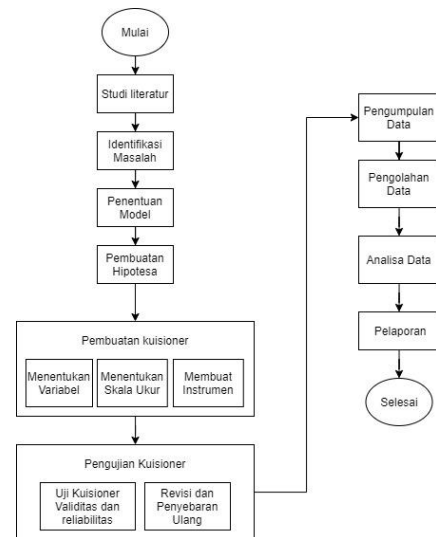 Mulai
Studi literatur
Identifikasi
Masalah
Penentuan
Model
Pembuatan
Hipotesa
Pembuatan kuisioner
Menentukan
Variabel
Menentukan
Skala Ukur
Membuat
Instrumen
Pengujian Kuisioner
Uji Kuisioner
Validitas dan
reliabilitas
Revisi dan
Penyebaran
Ulang
Pengumpulan
Data
Pengolahan
Data
Analisa Data
Pelaporan
Selesai